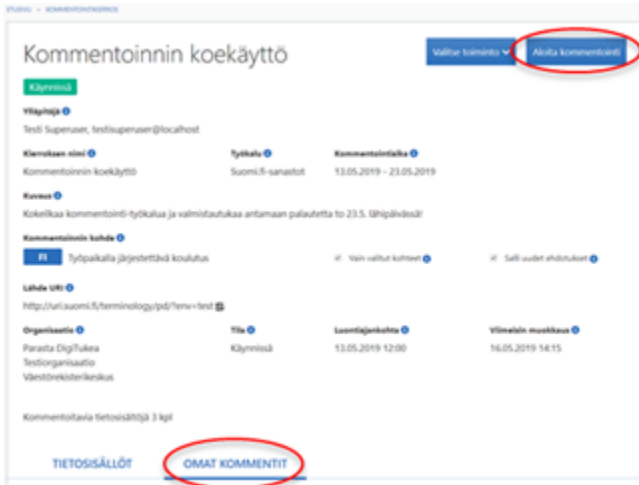 ETUSIVU > KOMMENTOINTIKIERROS
Kommentoinnin koekäyttö
Valitse toiminto
Aloita kommentointi
Käynnissä
Ylläpitäjä
Testi Superuser, testisuperuser@localhost
Kierroksen nimi Työkalu Kommentointiaika
Kommentoinnin koekäyttö Suomi.fi-sanastot 13.05.2019 - 23.05.2019
Kuvaus
Kokeilkaa kommentointi-työkalua ja valmistautukaa antamaan palautetta to 23.5. lähipäivässä!
Kommentoinnin kohde
FI Työpaikalla järjestettävä koulutus Vain valitut kohteet Salli uudet ehdotukset
Lähde URI
http://uri.suomi.fi/terminology/pd/?env=test
Organisaatio Tila Luontiajankohta Viimeisin muokkaus
Parasta DigiTukea Käynnissä 13.05.2019 12:00 16.05.2019 14:15
Testiorganisaatio
Väestörekisterikeskus
Kommentoitavia tietosisältöjä 3 kpl
TIETOSISÄLLÖT OMAT KOMMENTIT